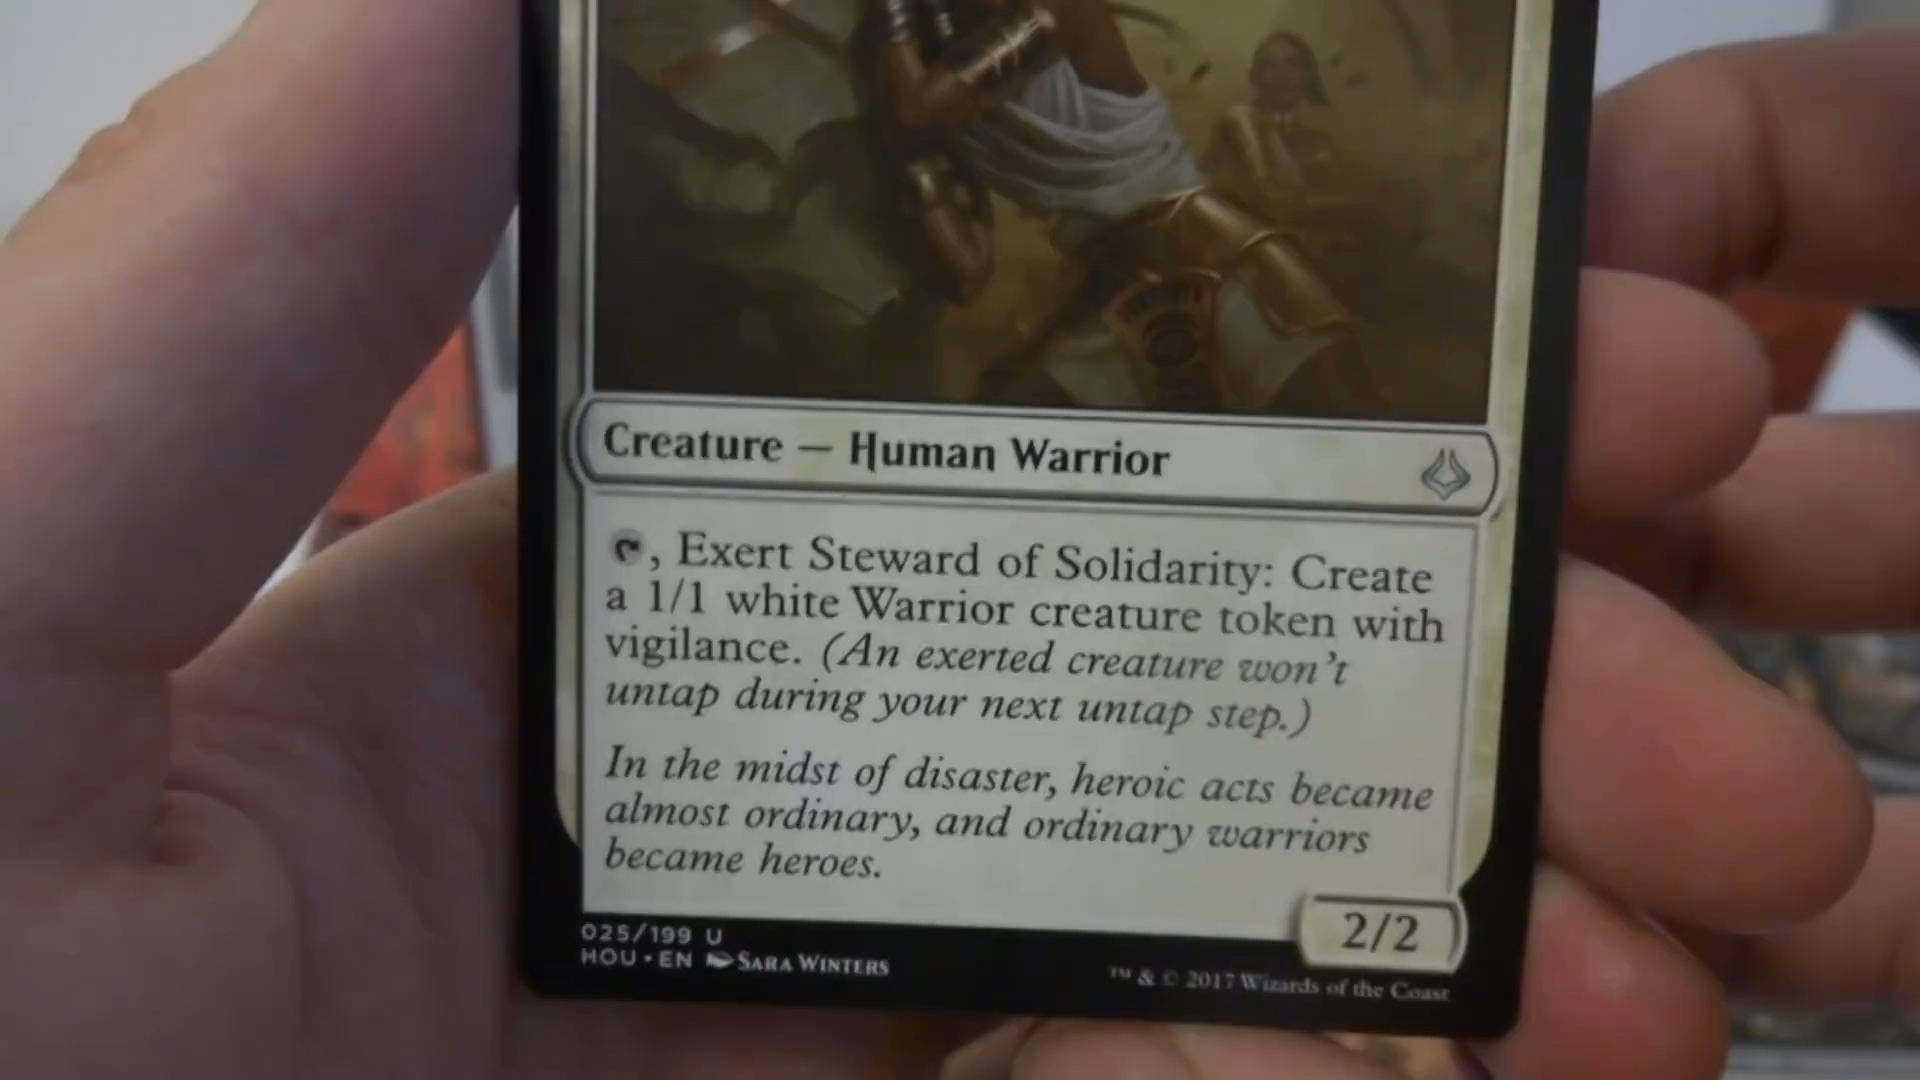 Creature — Human Warrior
, Exert Steward of Solidarity: Create
a 1/1 white Warrior creature token with
vigilance. (An exerted creature won't
untap during your next untap step.)
In the midst of disaster, heroic acts became
almost ordinary, and ordinary warriors
became heroes.
2/2
025/199 U
HOU • EN SARA WINTERS
™ & © 2017 Wizards of the Coast